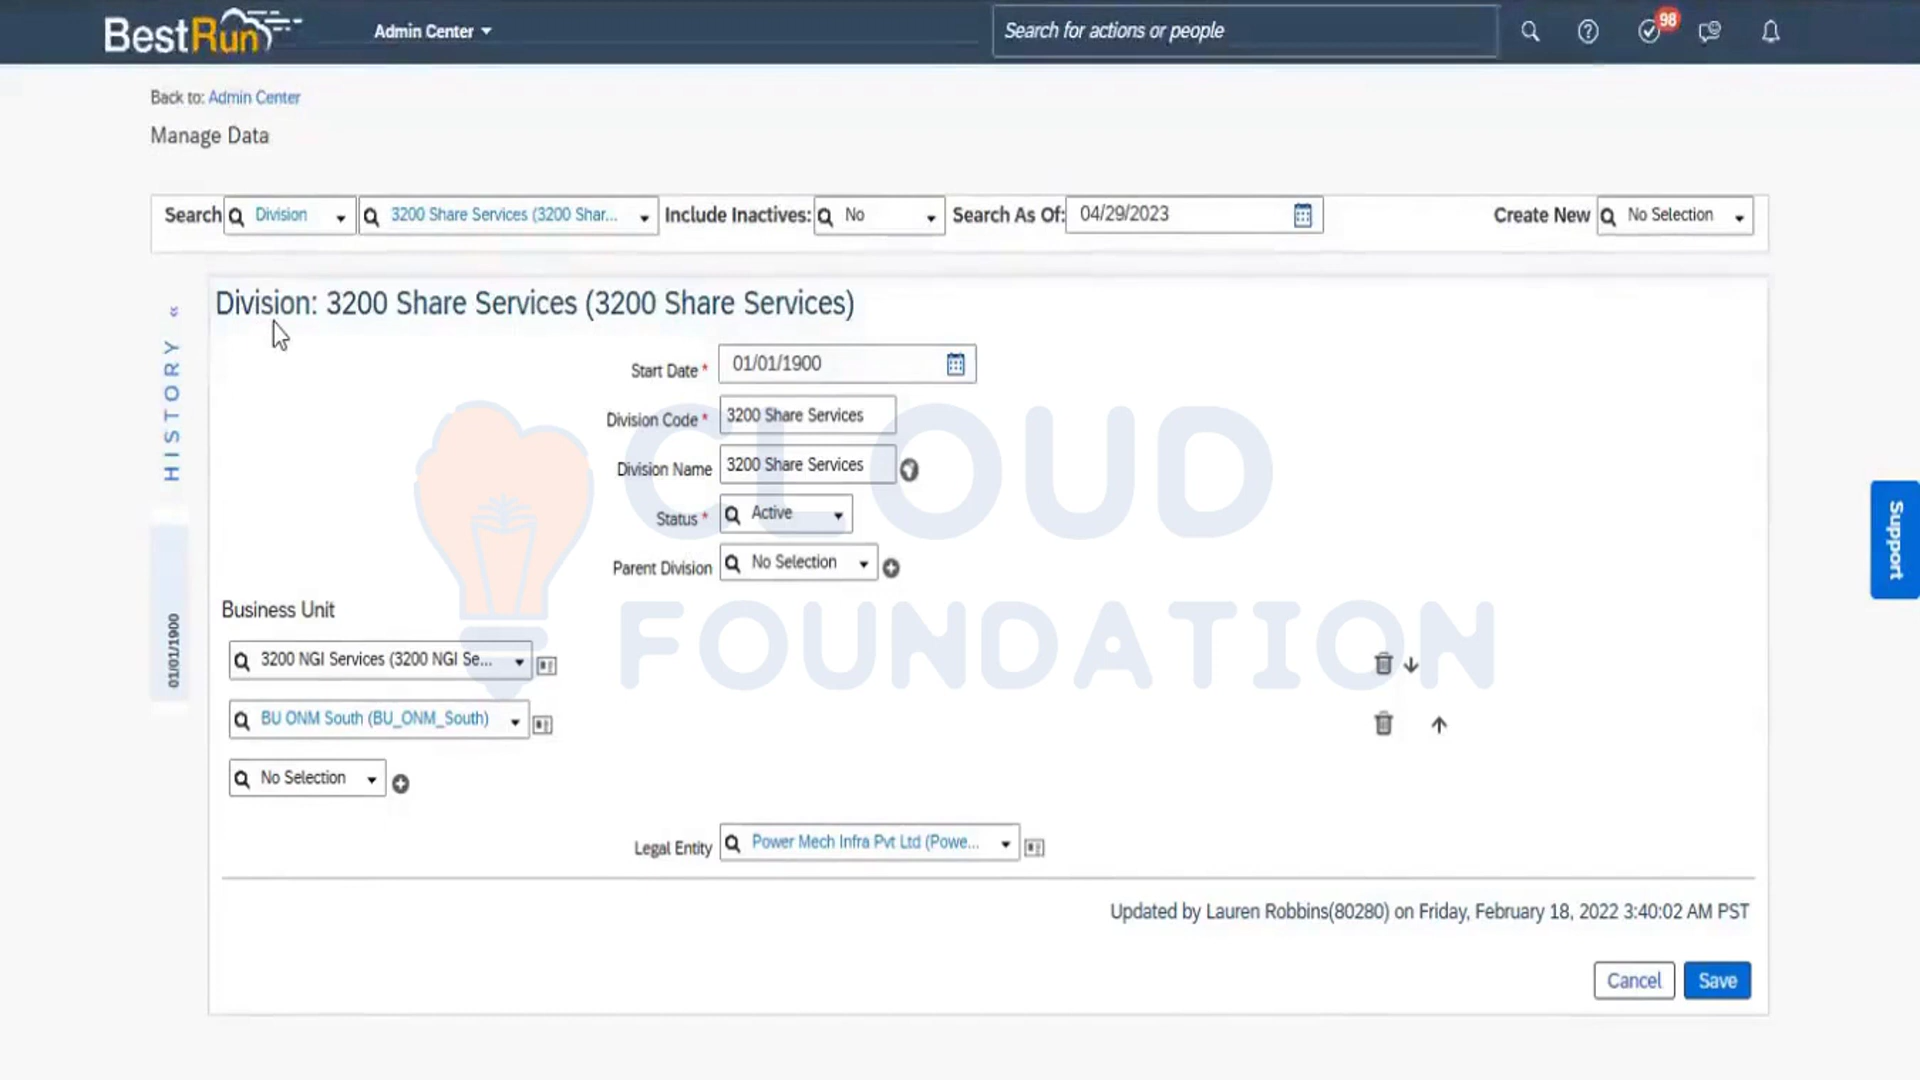 BestRun Admin Center Search for actions or people 98
Back to: Admin Center
Manage Data
Search Division 3200 Share Services (3200 Shar... Include Inactives: No Search As Of: 04/29/2023 Create New No Selection
HISTORY
01/01/1900
Division: 3200 Share Services (3200 Share Services)
Start Date * 01/01/1900
Division Code * 3200 Share Services
Division Name 3200 Share Services
Status * Active
Parent Division No Selection
CLOUD
FOUNDATION
Business Unit
3200 NGI Services (3200 NGI Se...
BU ONM South (BU_ONM_South)
No Selection
Legal Entity Power Mech Infra Pvt Ltd (Powe...
Updated by Lauren Robbins(80280) on Friday, February 18, 2022 3:40:02 AM PST
Cancel Save
Support